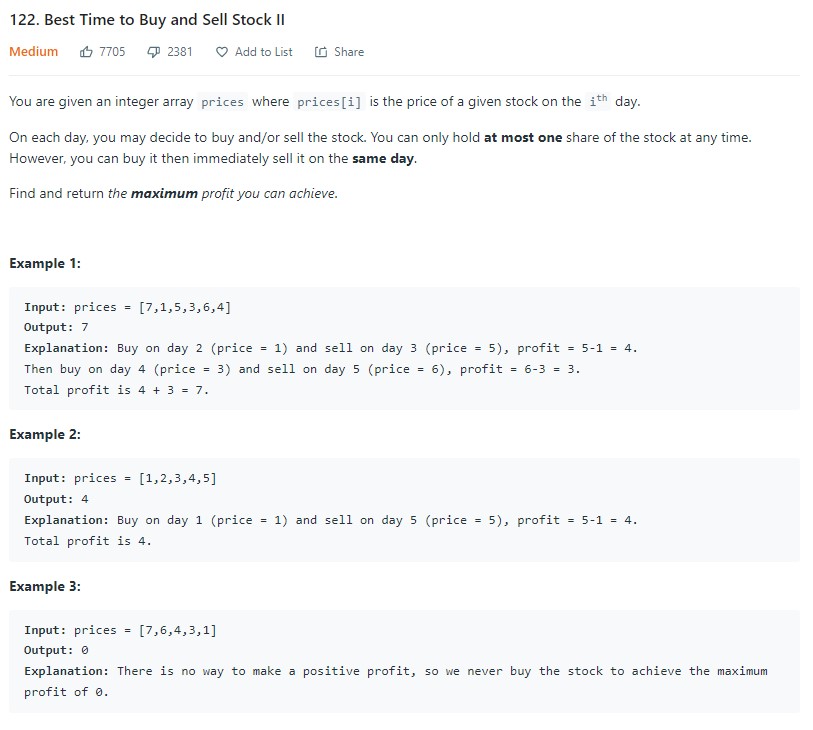 122. Best Time to Buy and Sell Stock II
Medium 7705 2381 Add to List Share
You are given an integer array prices where prices[i] is the price of a given stock on the ith day.
On each day, you may decide to buy and/or sell the stock. You can only hold at most one share of the stock at any time.
However, you can buy it then immediately sell it on the same day.
Find and return the maximum profit you can achieve.
Example 1:
Input: prices = [7,1,5,3,6,4]
Output: 7
Explanation: Buy on day 2 (price = 1) and sell on day 3 (price = 5), profit = 5-1 = 4.
Then buy on day 4 (price = 3) and sell on day 5 (price = 6), profit = 6-3 = 3.
Total profit is 4 + 3 = 7.
Example 2:
Input: prices = [1,2,3,4,5]
Output: 4
Explanation: Buy on day 1 (price = 1) and sell on day 5 (price = 5), profit = 5-1 = 4.
Total profit is 4.
Example 3:
Input: prices = [7,6,4,3,1]
Output: 0
Explanation: There is no way to make a positive profit, so we never buy the stock to achieve the maximum
profit of 0.